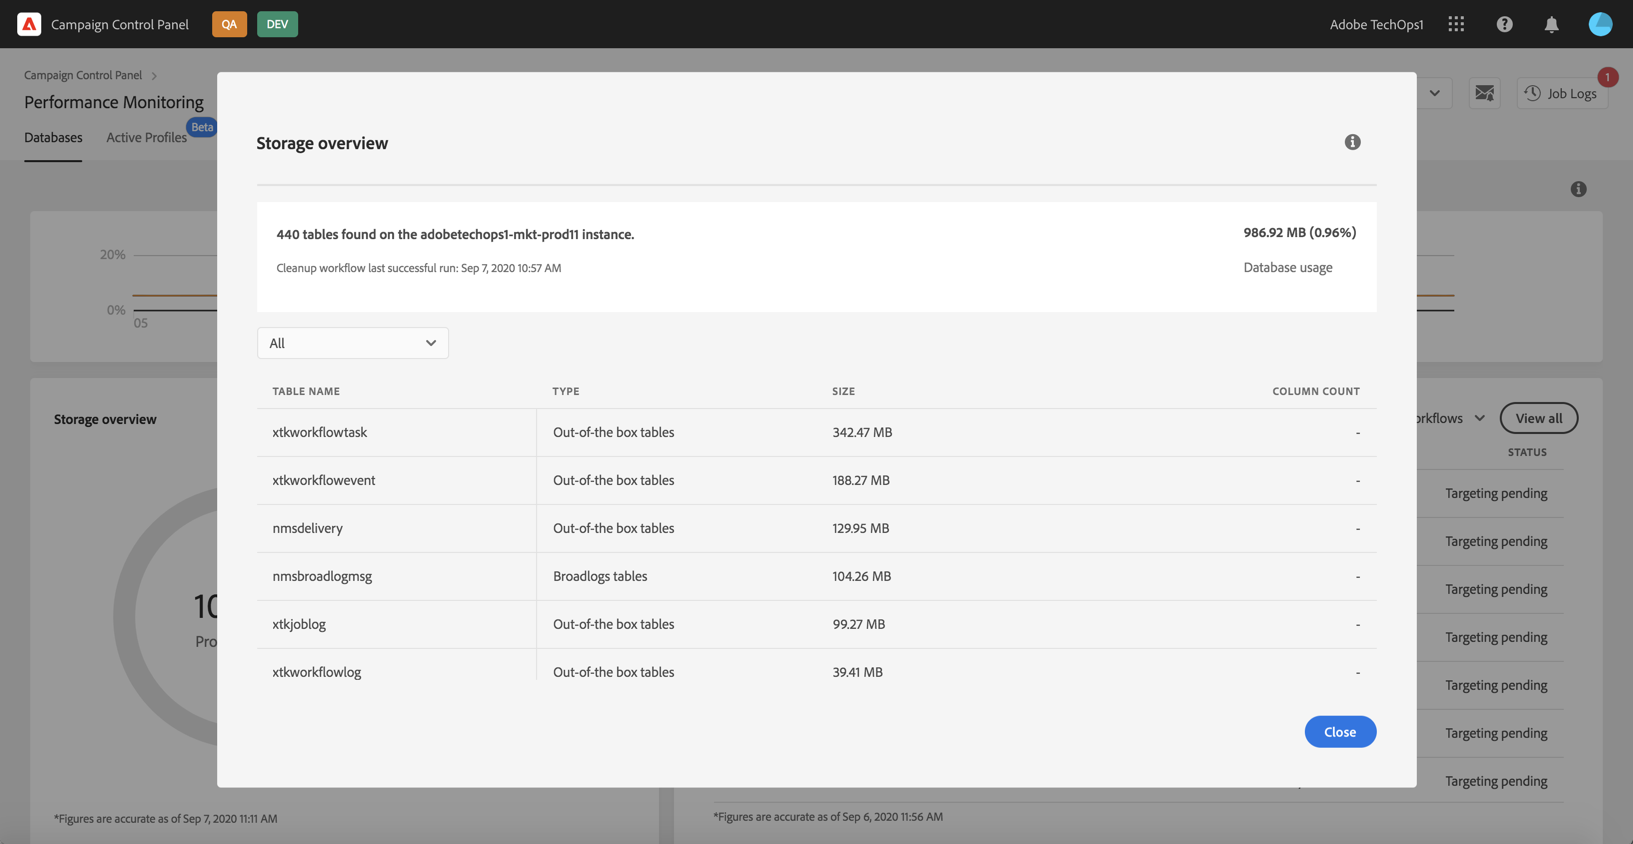 Campaign Control Panel QA DEV Adobe TechOps1
Campaign Control Panel
Performance Monitoring
Job Logs 1
Databases Active Profiles Beta
Storage overview
440 tables found on the adobetechops1-mkt-prod11 instance. 986.92 MB (0.96%)
Cleanup workflow last successful run: Sep 7, 2020 10:57 AM Database usage
20%
0%
05
All
TABLE NAME TYPE SIZE COLUMN COUNT
xtkworkflowtask Out-of-the box tables 342.47 MB -
xtkworkflowevent Out-of-the box tables 188.27 MB -
nmsdelivery Out-of-the box tables 129.95 MB -
nmsbroadlogmsg Broadlogs tables 104.26 MB -
xtkjoblog Out-of-the box tables 99.27 MB -
xtkworkflowlog Out-of-the box tables 39.41 MB -
Close
Storage overview
10
Pro
*Figures are accurate as of Sep 7, 2020 11:11 AM
rkflows View all
STATUS
Targeting pending
Targeting pending
Targeting pending
Targeting pending
Targeting pending
Targeting pending
Targeting pending
*Figures are accurate as of Sep 6, 2020 11:56 AM